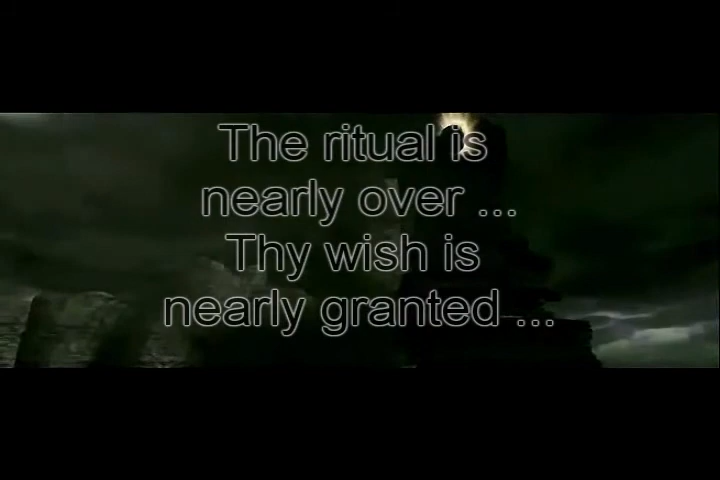 The ritual is
nearly over ...
Thy wish is
nearly granted ...